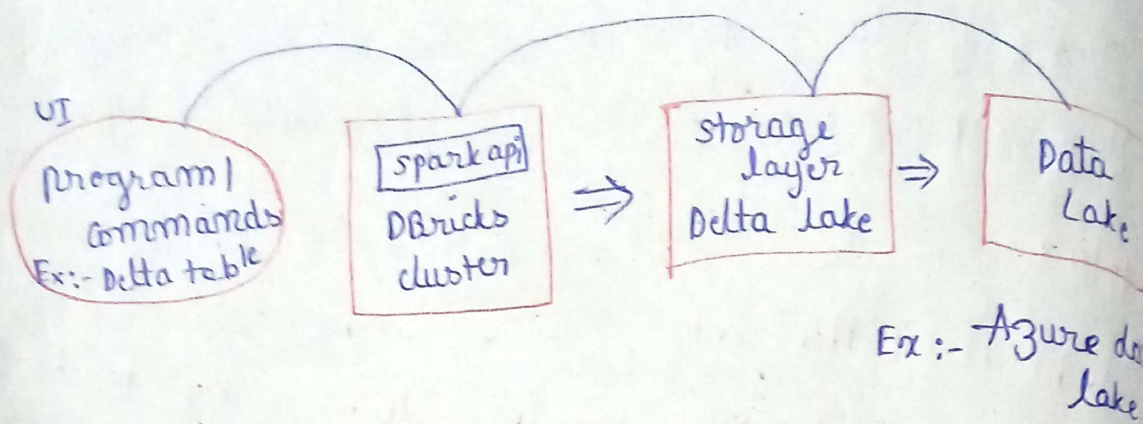 UI
program/
commands
Ex:- Delta table
spark api
DBricks
cluster
storage
layer
Delta Lake
Data
Lake
Ex:- Azure da
lake